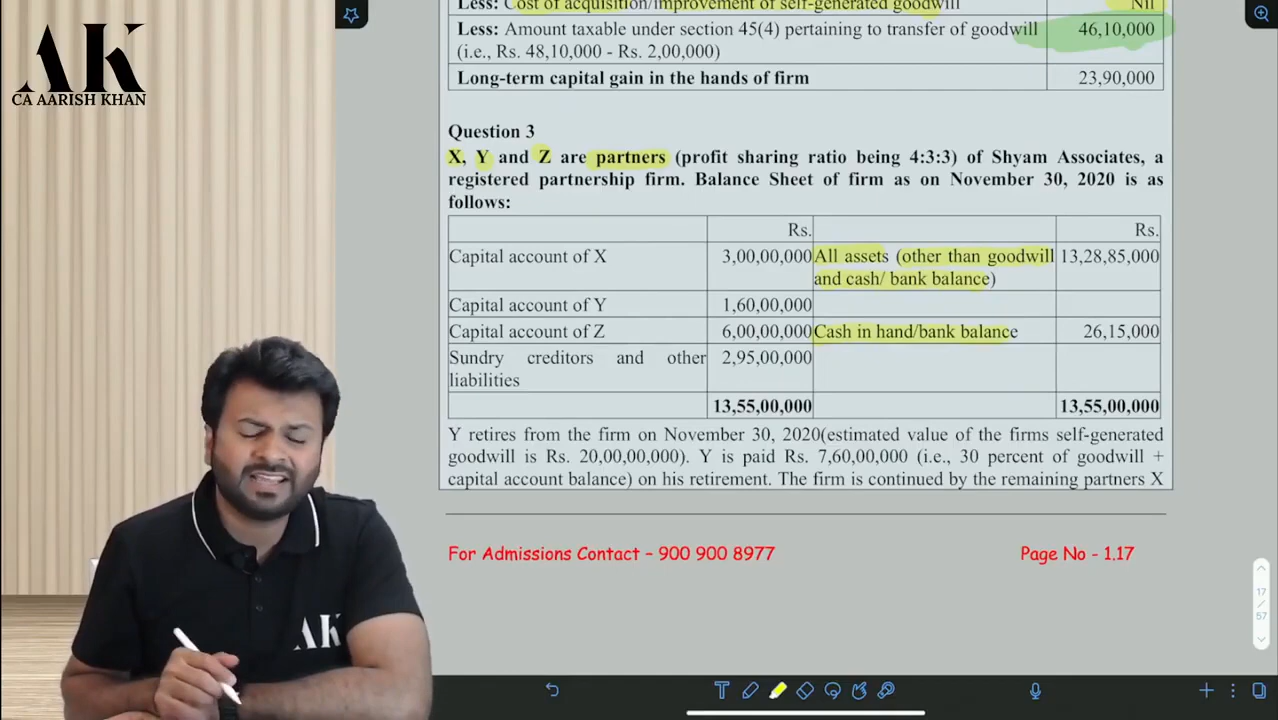 AK
CA AARISH KHAN
Less: Cost of acquisition/improvement of self-generated goodwill Nil
Less: Amount taxable under section 45(4) pertaining to transfer of goodwill 46,10,000
(i.e., Rs. 48,10,000 - Rs. 2,00,000)
Long-term capital gain in the hands of firm 23,90,000
Question 3
X, Y and Z are partners (profit sharing ratio being 4:3:3) of Shyam Associates, a
registered partnership firm. Balance Sheet of firm as on November 30, 2020 is as
follows:
Rs. Rs.
Capital account of X 3,00,00,000 All assets (other than goodwill 13,28,85,000
and cash/ bank balance)
Capital account of Y 1,60,00,000
Capital account of Z 6,00,00,000 Cash in hand/bank balance 26,15,000
Sundry creditors and other 2,95,00,000
liabilities
13,55,00,000 13,55,00,000
Y retires from the firm on November 30, 2020(estimated value of the firms self-generated
goodwill is Rs. 20,00,00,000). Y is paid Rs. 7,60,00,000 (i.e., 30 percent of goodwill +
capital account balance) on his retirement. The firm is continued by the remaining partners X
For Admissions Contact – 900 900 8977 Page No - 1.17
AK
17
/
57
T